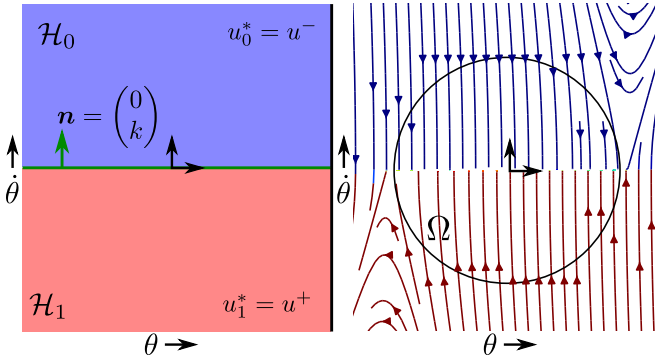 𝓗₀ u₀* = u⁻
n = (0 k)
θ̇
𝓗₁ u₁* = u⁺
θ
θ̇
Ω
θ